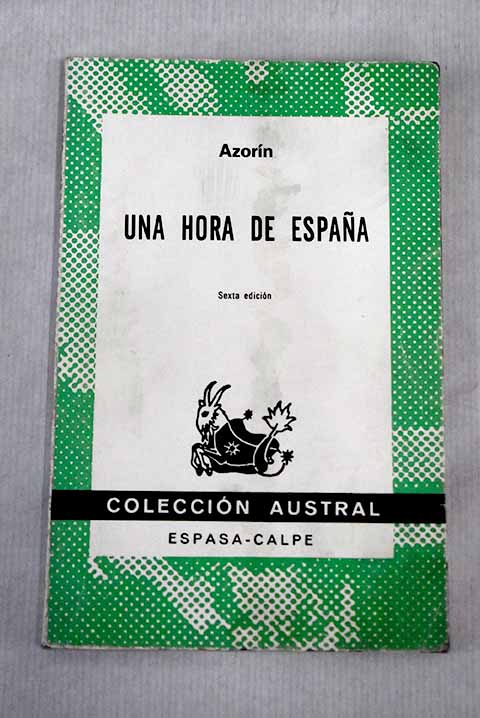 Azorín
UNA HORA DE ESPAÑA
Sexta edición
COLECCIÓN AUSTRAL
ESPASA-CALPE